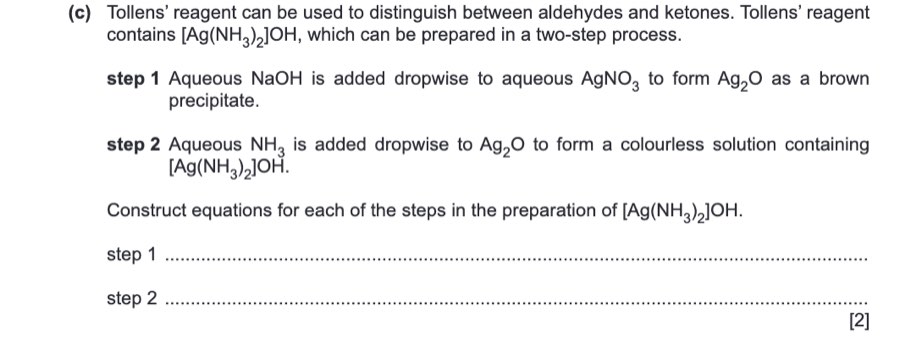 (c) Tollens' reagent can be used to distinguish between aldehydes and ketones. Tollens' reagent
contains [Ag(NH₃)₂]OH, which can be prepared in a two-step process.
step 1 Aqueous NaOH is added dropwise to aqueous AgNO₃ to form Ag₂O as a brown
precipitate.
step 2 Aqueous NH₃ is added dropwise to Ag₂O to form a colourless solution containing
[Ag(NH₃)₂]OH.
Construct equations for each of the steps in the preparation of [Ag(NH₃)₂]OH.
step 1 ..........................................................................................
step 2 ..........................................................................................
[2]